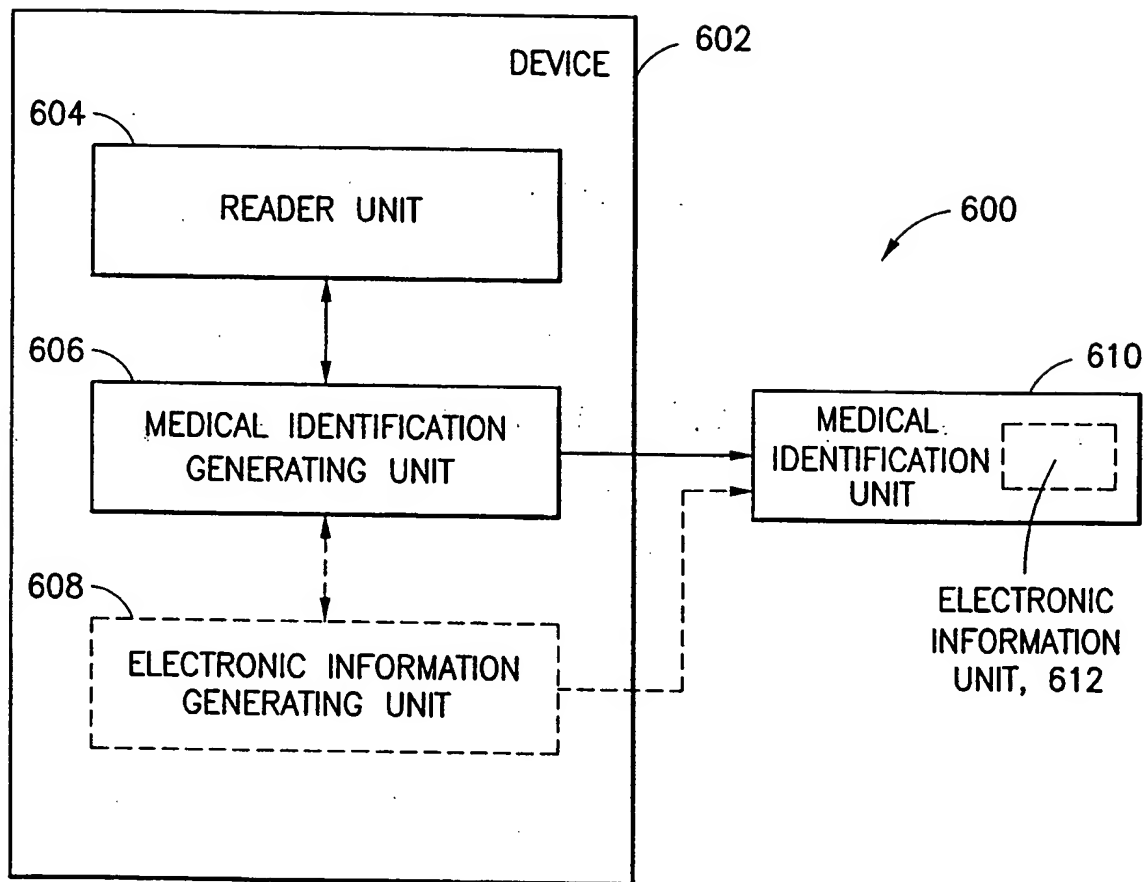 DEVICE
602
604
READER UNIT
600
606
MEDICAL IDENTIFICATION
GENERATING UNIT
610
MEDICAL
IDENTIFICATION
UNIT
608
ELECTRONIC INFORMATION
GENERATING UNIT
ELECTRONIC
INFORMATION
UNIT, 612